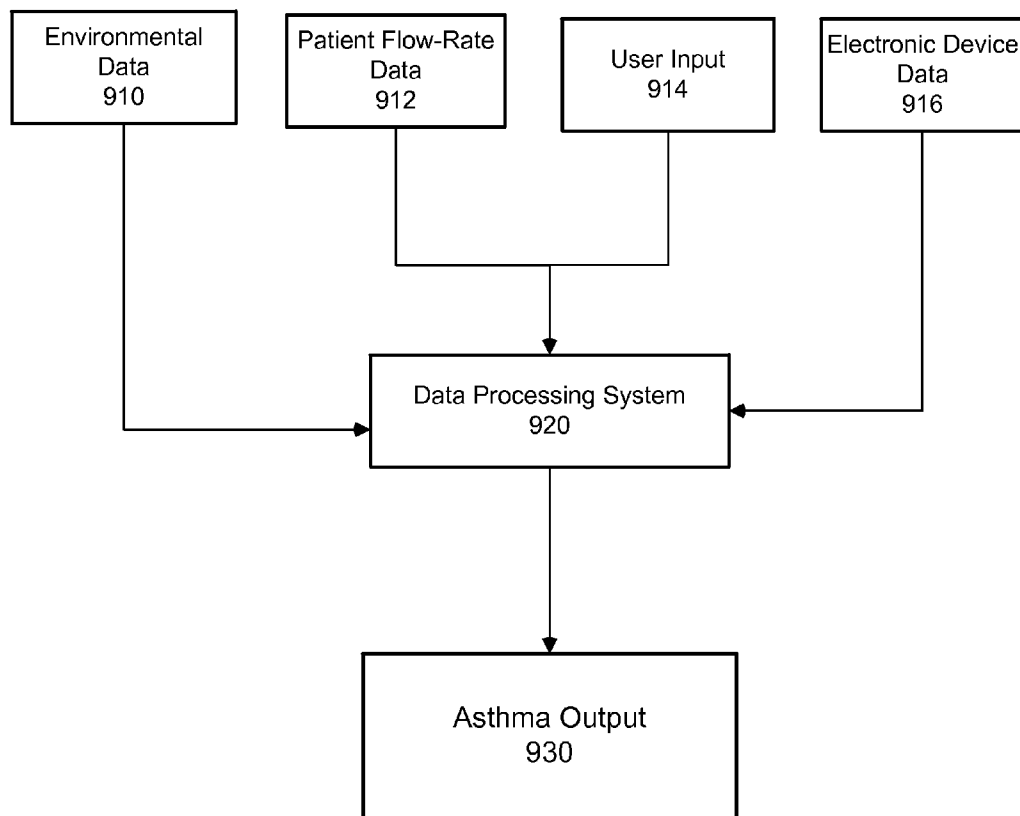 Environmental
Data
910
Patient Flow-Rate
Data
912
User Input
914
Electronic Device
Data
916
Data Processing System
920
Asthma Output
930